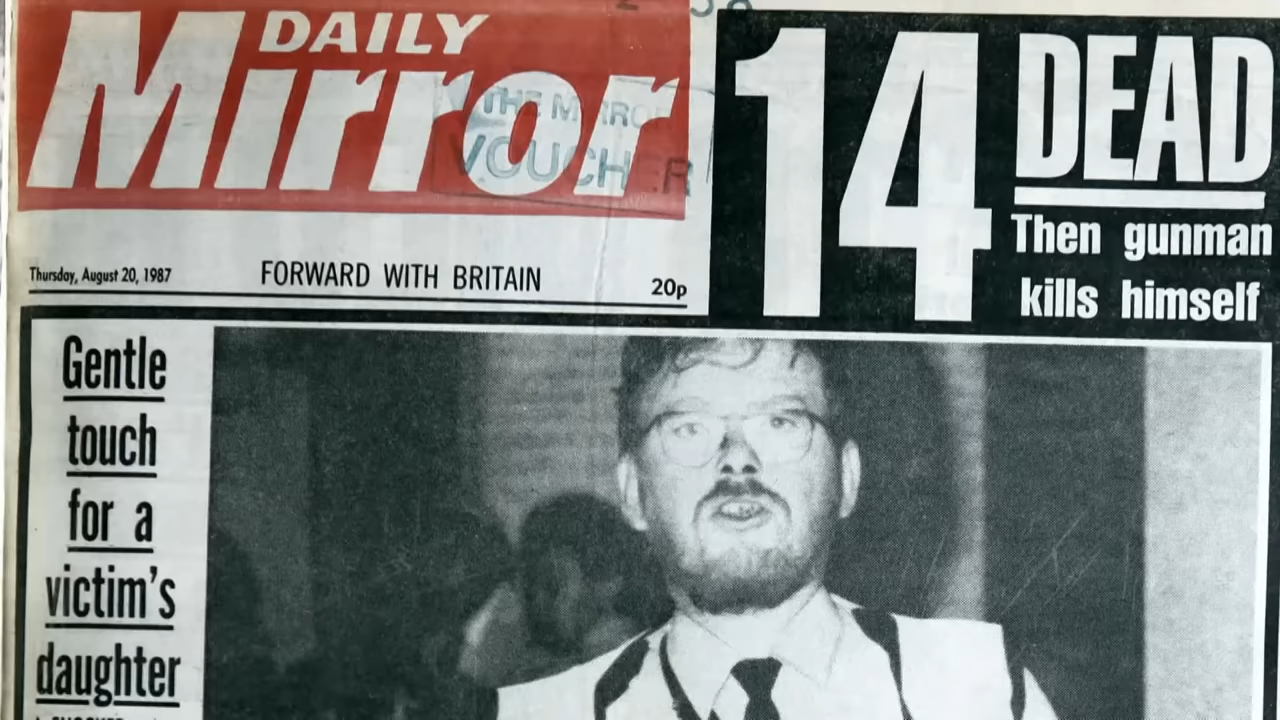 DAILY
Mirror
THE MIRROR
VOUCHER
Thursday, August 20, 1987
FORWARD WITH BRITAIN
20p
14
DEAD
Then gunman
kills himself
Gentle
touch
for a
victim's
daughter